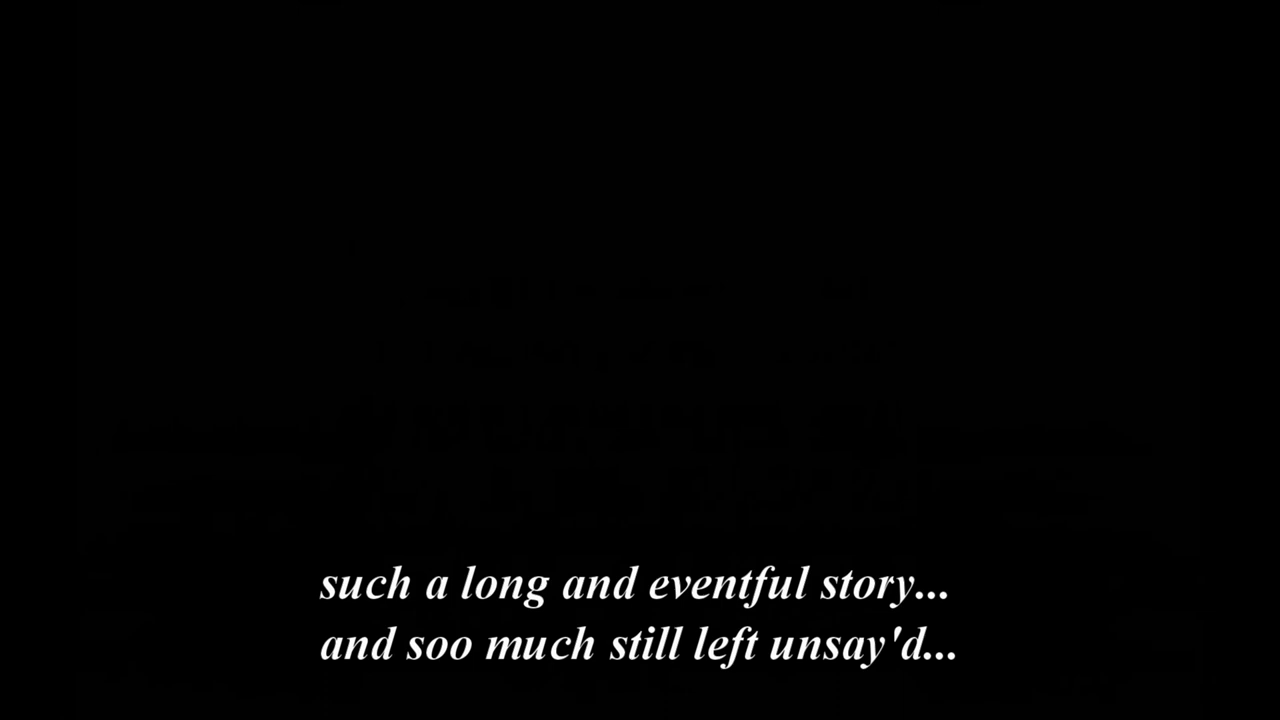 such a long and eventful story...
and soo much still left unsay'd...